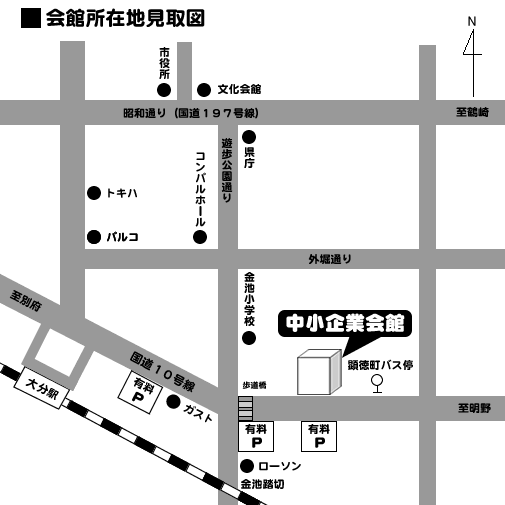 ■会館所在地見取図
N
市役所
文化会館
昭和通り（国道１９７号線）
至鶴崎
県庁
遊歩公園通り
コンパルホール
トキハ
パルコ
外堀通り
至別府
金池小学校
中小企業会館
国道１０号線
顕徳町バス停
大分駅
有料
P
ガスト
歩道橋
至明野
有料
P
有料
P
ローソン
金池踏切